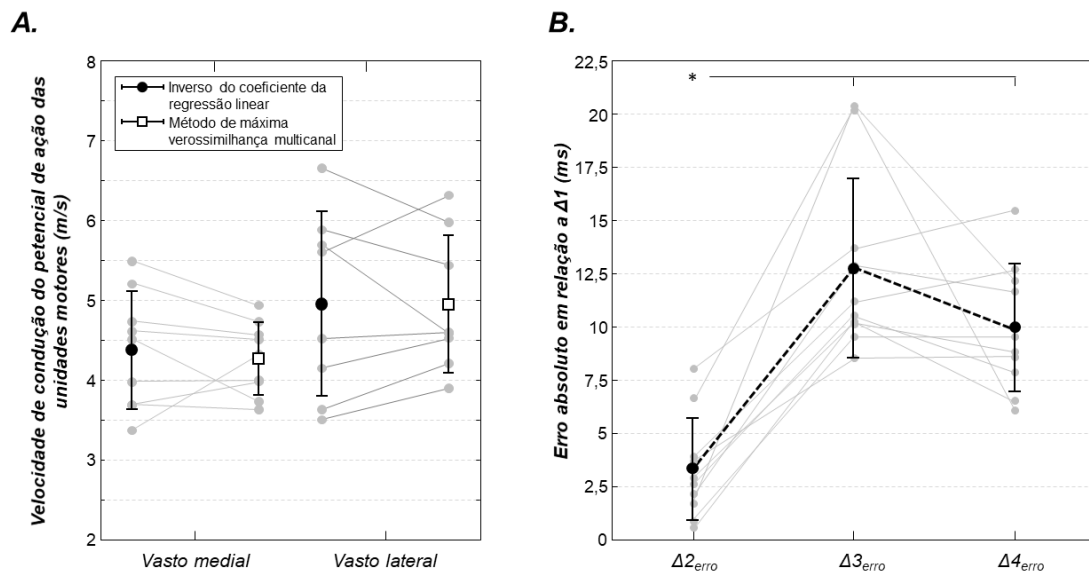 A.
Velocidade de condução do petencial de ação das
unidades motores (m/s)
8
7
6
5
4
3
2
Inverso do coeficiente da
regressão linear
Método de máxima
verossimilhança multicanal
Vasto medial
Vasto lateral
B.
Erro absoluto em relação a Δ1 (ms)
22,5
20
17,5
15
12,5
10
7,5
5
2,5
0
*
Δ2erro
Δ3erro
Δ4erro